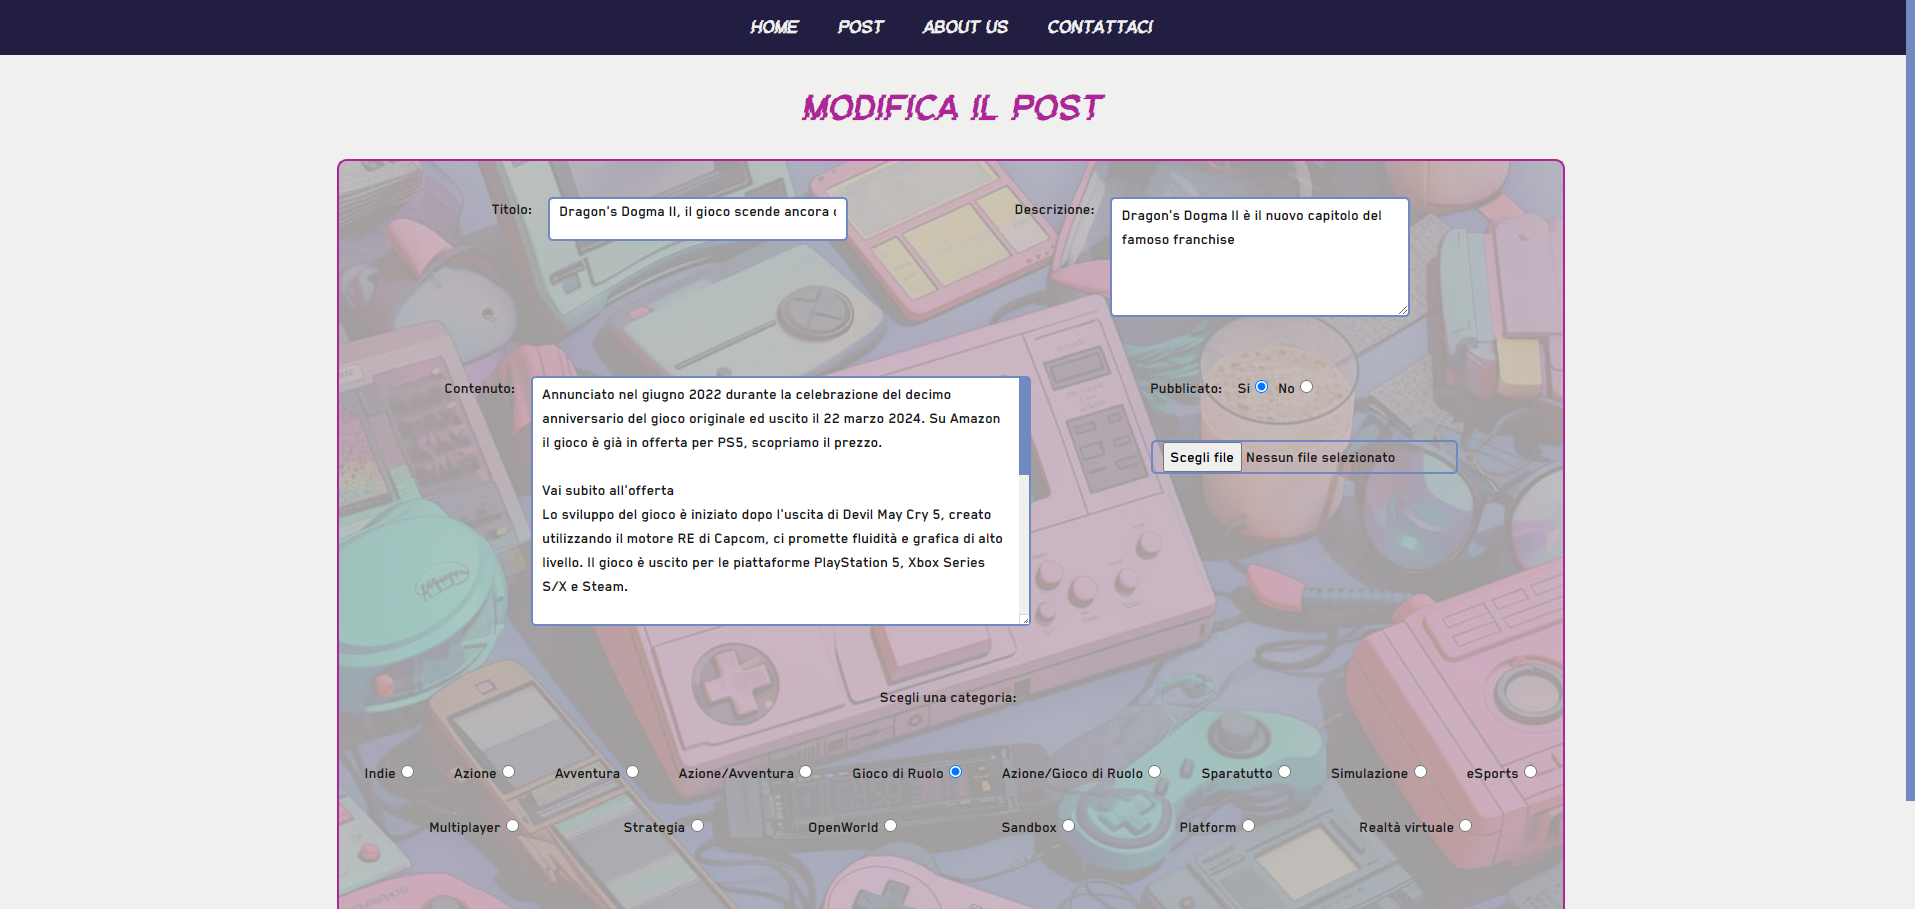 HOME POST ABOUT US CONTATTACI
MODIFICA IL POST
Titolo: Dragon's Dogma II, il gioco scende ancora
Descrizione: Dragon's Dogma II è il nuovo capitolo del
famoso franchise
Contenuto: Annunciato nel giugno 2022 durante la celebrazione del decimo
anniversario del gioco originale ed uscito il 22 marzo 2024. Su Amazon
il gioco è già in offerta per PS5, scopriamo il prezzo.
Vai subito all'offerta
Lo sviluppo del gioco è iniziato dopo l'uscita di Devil May Cry 5, creato
utilizzando il motore RE di Capcom, ci promette fluidità e grafica di alto
livello. Il gioco è uscito per le piattaforme PlayStation 5, Xbox Series
S/X e Steam.
Pubblicato: Si No
Scegli file Nessun file selezionato
Scegli una categoria:
Indie Azione Avventura Azione/Avventura Gioco di Ruolo Azione/Gioco di Ruolo Sparatutto Simulazione eSports
Multiplayer Strategia OpenWorld Sandbox Platform Realtà virtuale